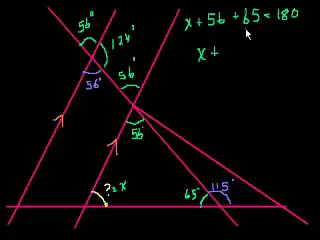 56°
x + 56 + 65 = 180
124°
x +
56°
56°
56
? = x
65°
115°